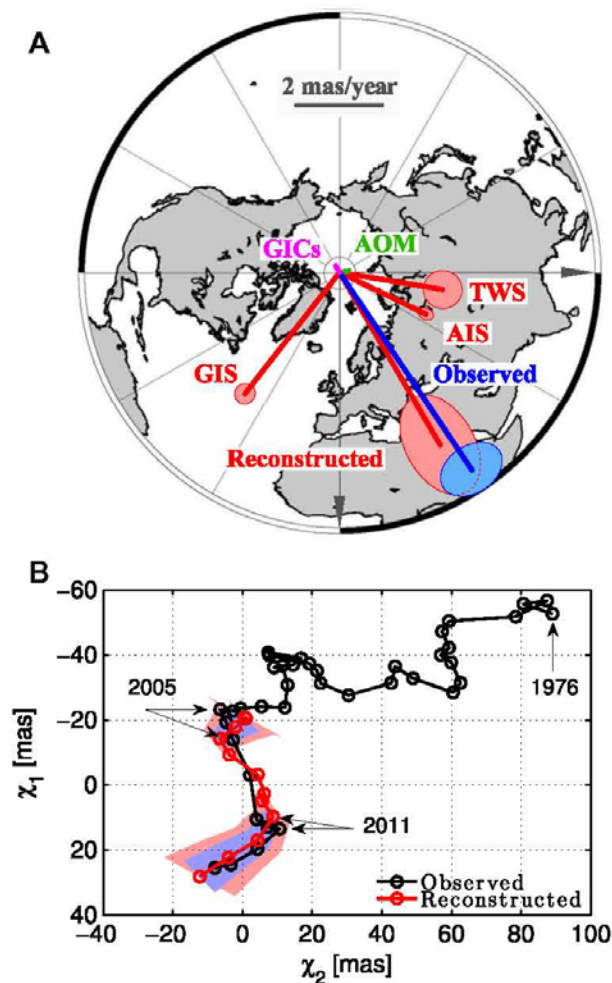 A
2 mas/year
GICs
AOM
TWS
AIS
GIS
Observed
Reconstructed
B
−60
−40
−20
0
20
40
χ₁ [mas]
2005
1976
2011
Observed
Reconstructed
−40 −20 0 20 40 60 80 100
χ₂ [mas]